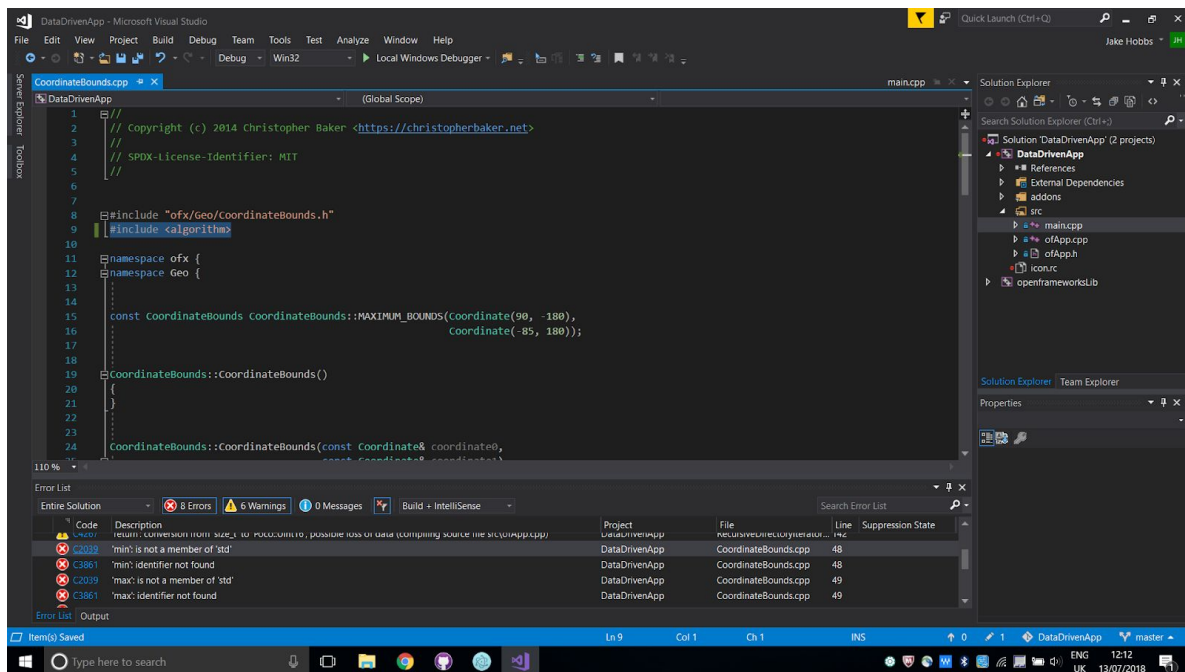 DataDrivenApp - Microsoft Visual Studio
Quick Launch (Ctrl+Q)
File Edit View Project Build Debug Team Tools Test Analyze Window Help
Jake Hobbs JH
Debug Win32 Local Windows Debugger
Server Explorer
Toolbox
CoordinateBounds.cpp
main.cpp
DataDrivenApp
(Global Scope)
1 //
2 // Copyright (c) 2014 Christopher Baker <https://christopherbaker.net>
3 //
4 // SPDX-License-Identifier: MIT
5 //
6
7
8 #include "ofx/Geo/CoordinateBounds.h"
9 #include <algorithm>
10
11 namespace ofx {
12 namespace Geo {
13
14
15 const CoordinateBounds CoordinateBounds::MAXIMUM_BOUNDS(Coordinate(90, -180),
16 Coordinate(-85, 180));
17
18
19 CoordinateBounds::CoordinateBounds()
20 {
21 }
22
23
24 CoordinateBounds::CoordinateBounds(const Coordinate& coordinate0,
110 %
Solution Explorer
Search Solution Explorer (Ctrl+;)
Solution 'DataDrivenApp' (2 projects)
DataDrivenApp
References
External Dependencies
addons
src
main.cpp
ofApp.cpp
ofApp.h
icon.rc
openframeworksLib
Solution Explorer Team Explorer
Properties
Error List
Entire Solution 8 Errors 6 Warnings 0 Messages Build + IntelliSense
Search Error List
Code Description Project File Line Suppression State
C2039 'min': is not a member of 'std' DataDrivenApp CoordinateBounds.cpp 48
C3861 'min': identifier not found DataDrivenApp CoordinateBounds.cpp 48
C2039 'max': is not a member of 'std' DataDrivenApp CoordinateBounds.cpp 49
C3861 'max': identifier not found DataDrivenApp CoordinateBounds.cpp 49
Error List Output
Item(s) Saved Ln 9 Col 1 Ch 1 INS 0 1 DataDrivenApp master
Type here to search
ENG
UK
12:12
13/07/2018